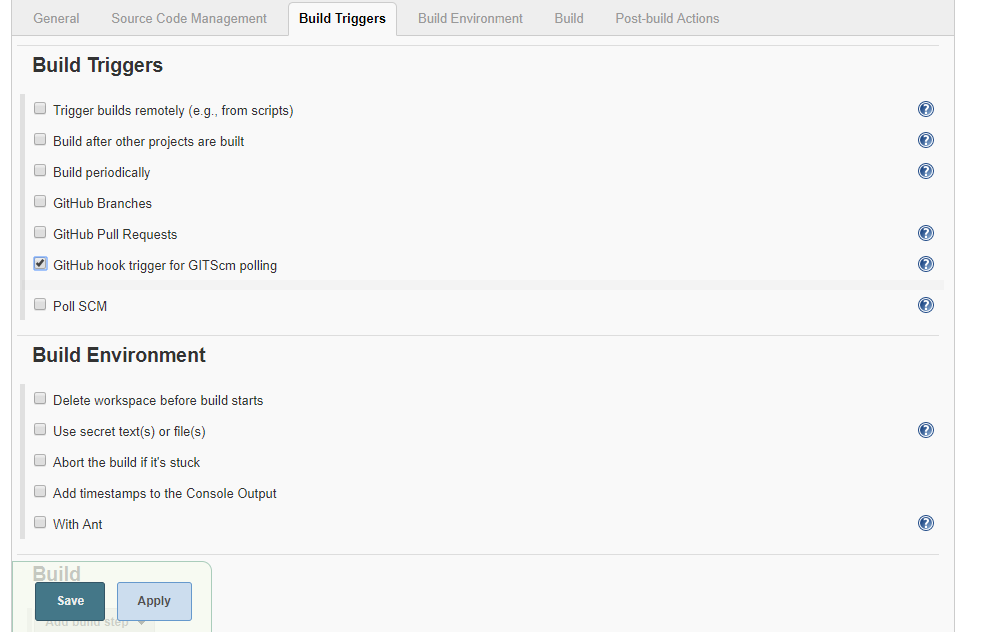 General Source Code Management Build Triggers Build Environment Build Post-build Actions
Build Triggers
Trigger builds remotely (e.g., from scripts) ?
Build after other projects are built ?
Build periodically ?
GitHub Branches
GitHub Pull Requests ?
GitHub hook trigger for GITScm polling ?
Poll SCM ?
Build Environment
Delete workspace before build starts
Use secret text(s) or file(s) ?
Abort the build if it's stuck
Add timestamps to the Console Output
With Ant ?
Build
Save Apply
Add build step